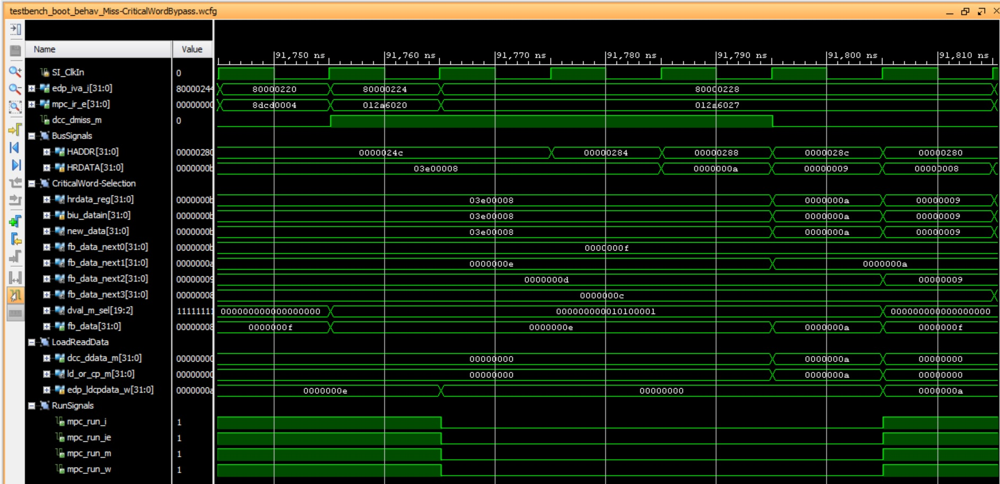 testbench_boot_behav_Miss-CriticalWordBypass.wcfg
Name Value 91,750 ns 91,760 ns 91,770 ns 91,780 ns 91,790 ns 91,800 ns 91,810 ns
SI_ClkIn 0
edp_iva_i[31:0] 80000244 80000220 80000224 80000228
mpc_ir_e[31:0] 00000000 8dcd0004 012a6020 012a6027
dcc_dmiss_m 0
BusSignals
HADDR[31:0] 00000280 0000024c 00000284 00000288 0000028c 00000280
HRDATA[31:0] 0000000b 03e00008 0000000a 00000009 00000008
CriticalWord-Selection
hrdata_reg[31:0] 0000000b 03e00008 0000000a 00000009
biu_datain[31:0] 0000000b 03e00008 0000000a 00000009
new_data[31:0] 0000000b 03e00008 0000000a 00000009
fb_data_next0[31:0] 0000000b 0000000f
fb_data_next1[31:0] 0000000a 0000000e 0000000a
fb_data_next2[31:0] 00000009 0000000d 00000009
fb_data_next3[31:0] 00000008 0000000c
dval_m_sel[19:2] 11111111 000000000000000000 000000000010100001 000000000000000000
fb_data[31:0] 00000008 0000000f 0000000e 0000000a 0000000f
LoadReadData
dcc_ddata_m[31:0] 00000000 00000000 0000000a 00000000
ld_or_cp_m[31:0] 00000000 00000000 0000000a 00000000
edp_ldcpdata_w[31:0] 0000000a 0000000e 00000000 0000000a
RunSignals
mpc_run_i 1
mpc_run_ie 1
mpc_run_m 1
mpc_run_w 1